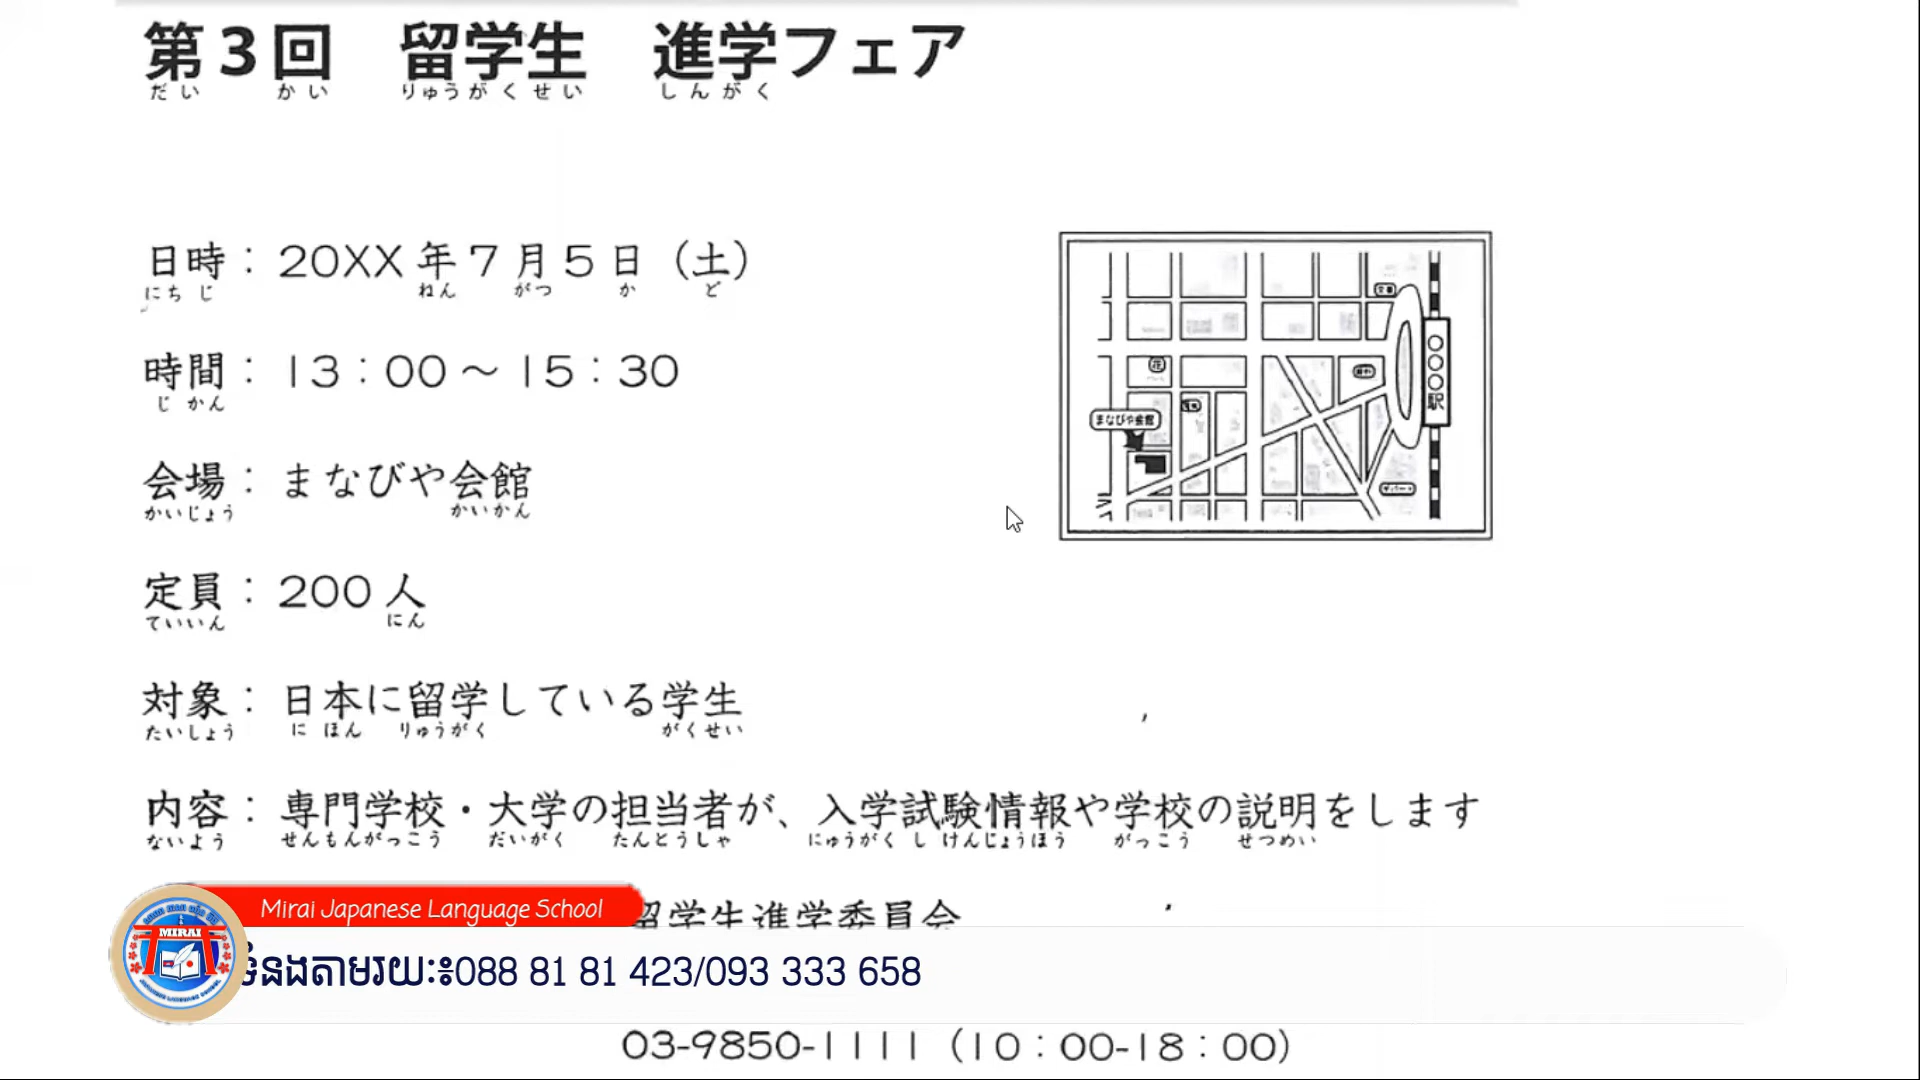 第３回　留学生　進学フェア
だい かい りゅうがくせい しんがく
日時：20XX年７月５日（土）
にちじ ねん がつ か ど
時間：13：00～15：30
じかん
会場：まなびや会館
かいじょう かいかん
定員：200人
ていいん にん
対象：日本に留学している学生
たいしょう にほん りゅうがく がくせい
内容：専門学校・大学の担当者が、入学試験情報や学校の説明をします
ないよう せんもんがっこう だいがく たんとうしゃ にゅうがくしけんじょうほう がっこう せつめい
留学生進学委員会
03-9850-1111（10：00-18：00）
花
まなびや会館
○○○駅
デパート
Mirai Japanese Language School
MIRAI
088 81 81 423/093 333 658